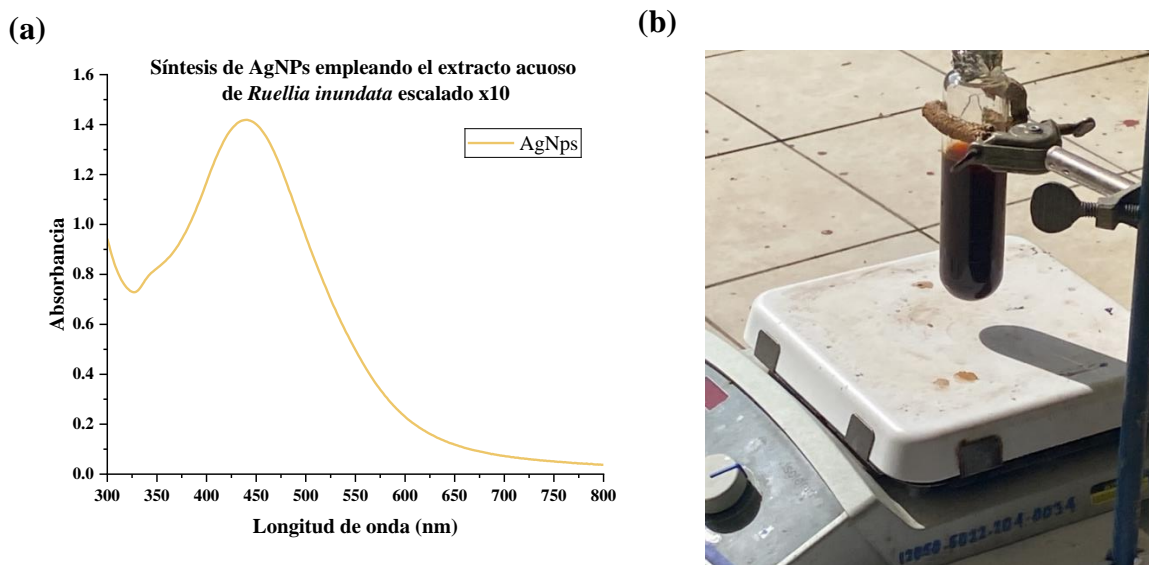 (a)
(b)
Síntesis de AgNPs empleando el extracto acuoso
de Ruellia inundata escalado x10
AgNps
Absorbancia
1.6
1.4
1.2
1.0
0.8
0.6
0.4
0.2
0.0
300 350 400 450 500 550 600 650 700 750 800
Longitud de onda (nm)